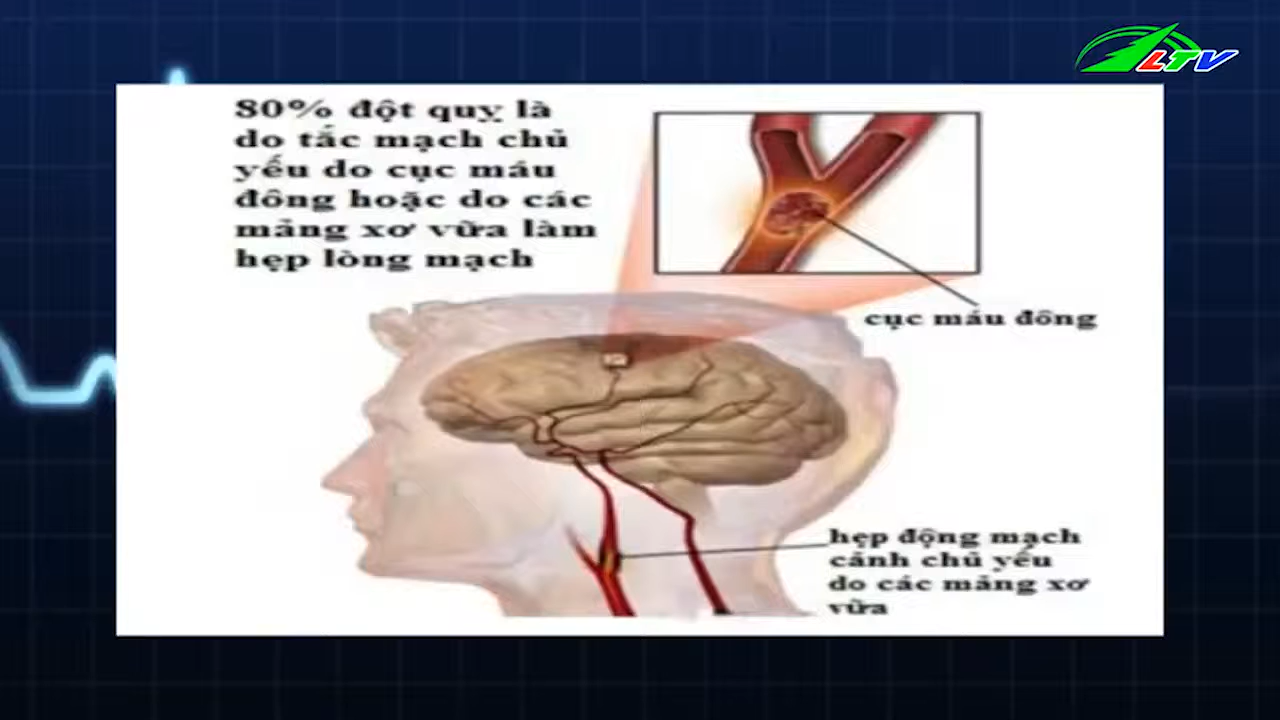 LTV
80% đột quỵ là
do tắc mạch chủ
yếu do cục máu
đông hoặc do các
mảng xơ vữa làm
hẹp lòng mạch
cục máu đông
hẹp động mạch
cảnh chủ yếu
do các mảng xơ
vữa